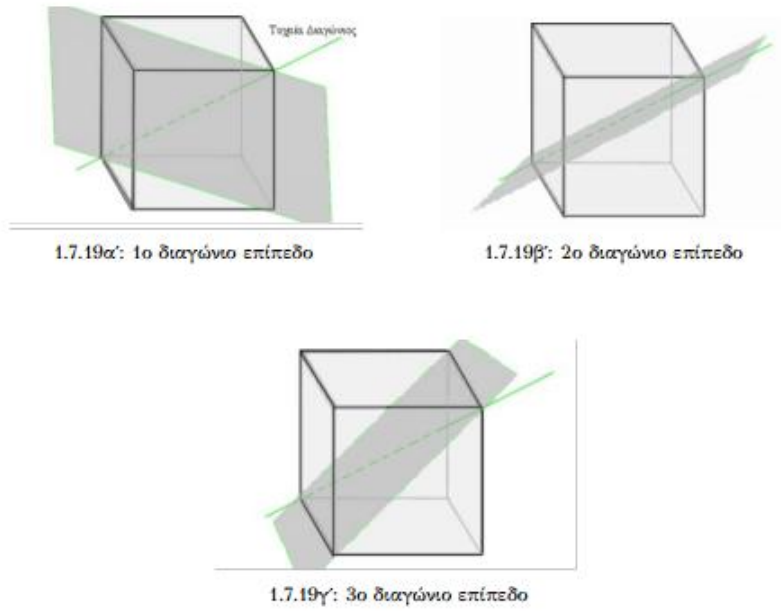 Τυχαία Διαγώνιος
1.7.19α΄: 1ο διαγώνιο επίπεδο
1.7.19β΄: 2ο διαγώνιο επίπεδο
1.7.19γ΄: 3ο διαγώνιο επίπεδο